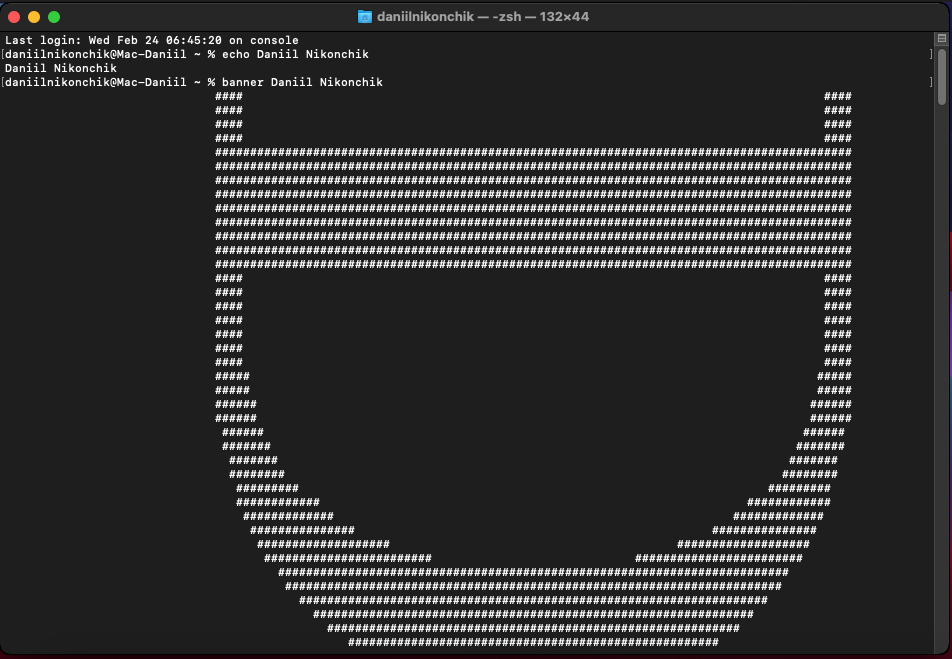 daniilnikonchik — -zsh — 132×44
Last login: Wed Feb 24 06:45:20 on console
[daniilnikonchik@Mac-Daniil ~ % echo Daniil Nikonchik ]
Daniil Nikonchik
[daniilnikonchik@Mac-Daniil ~ % banner Daniil Nikonchik ]